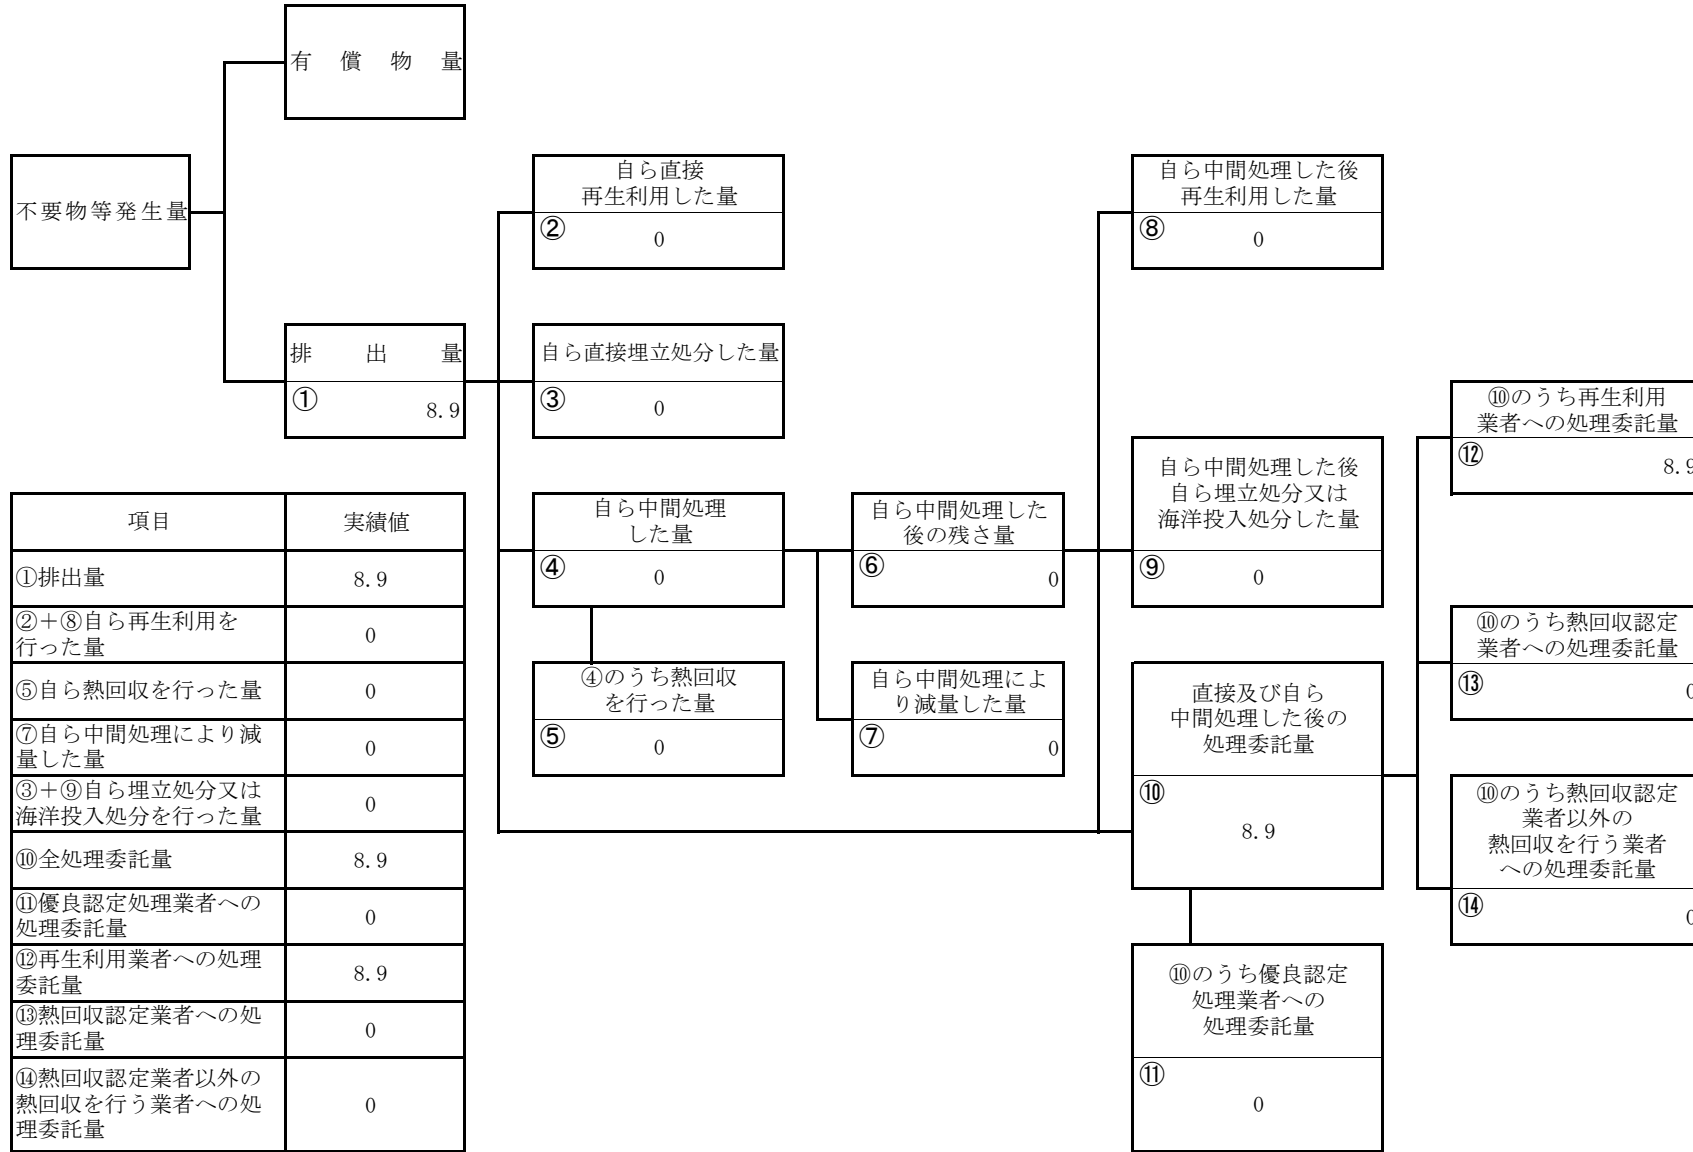 有償物量
不要物等発生量
自ら直接
再生利用した量
②
0
自ら中間処理した後
再生利用した量
⑧
0
排出量
①
8.9
自ら直接埋立処分した量
③
0
⑩のうち再生利用
業者への処理委託量
⑫
8.9
自ら中間処理した後
自ら埋立処分又は
海洋投入処分した量
⑨
0
自ら中間処理
した量
④
0
自ら中間処理した
後の残さ量
⑥
0
⑩のうち熱回収認定
業者への処理委託量
⑬
0
④のうち熱回収
を行った量
⑤
0
自ら中間処理によ
り減量した量
⑦
0
直接及び自ら
中間処理した後の
処理委託量
⑩
8.9
⑩のうち熱回収認定
業者以外の
熱回収を行う業者
への処理委託量
⑭
0
⑩のうち優良認定
処理業者への
処理委託量
⑪
0
項目 実績値
①排出量 8.9
②＋⑧自ら再生利用を
行った量 0
⑤自ら熱回収を行った量 0
⑦自ら中間処理により減
量した量 0
③＋⑨自ら埋立処分又は
海洋投入処分を行った量 0
⑩全処理委託量 8.9
⑪優良認定処理業者への
処理委託量 0
⑫再生利用業者への処理
委託量 8.9
⑬熱回収認定業者への処
理委託量 0
⑭熱回収認定業者以外の
熱回収を行う業者への処
理委託量 0